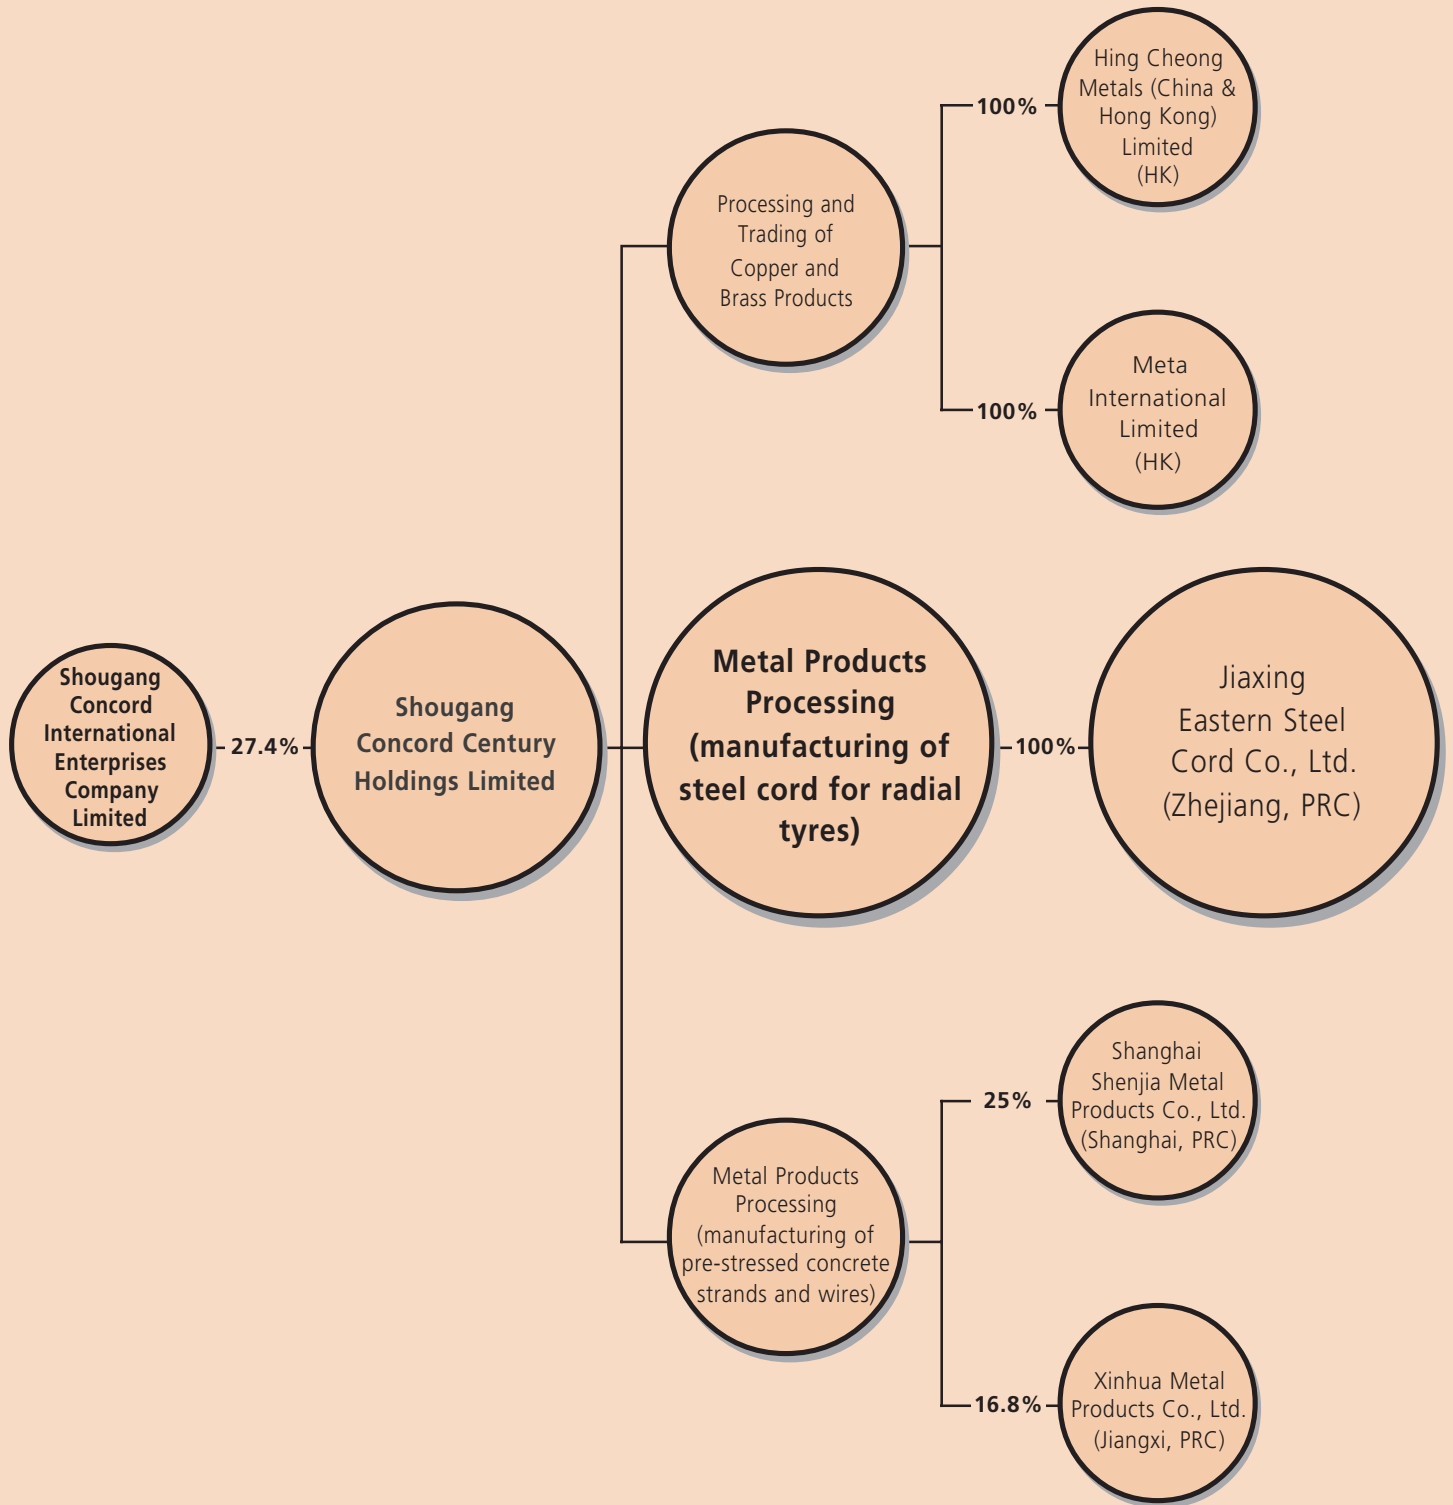 Shougang
Concord
International
Enterprises
Company
Limited
27.4%
Shougang
Concord Century
Holdings Limited
Processing and
Trading of
Copper and
Brass Products
100%
Hing Cheong
Metals (China &
Hong Kong)
Limited
(HK)
100%
Meta
International
Limited
(HK)
Metal Products
Processing
(manufacturing of
steel cord for radial
tyres)
100%
Jiaxing
Eastern Steel
Cord Co., Ltd.
(Zhejiang, PRC)
Metal Products
Processing
(manufacturing of
pre-stressed concrete
strands and wires)
25%
Shanghai
Shenjia Metal
Products Co., Ltd.
(Shanghai, PRC)
16.8%
Xinhua Metal
Products Co., Ltd.
(Jiangxi, PRC)